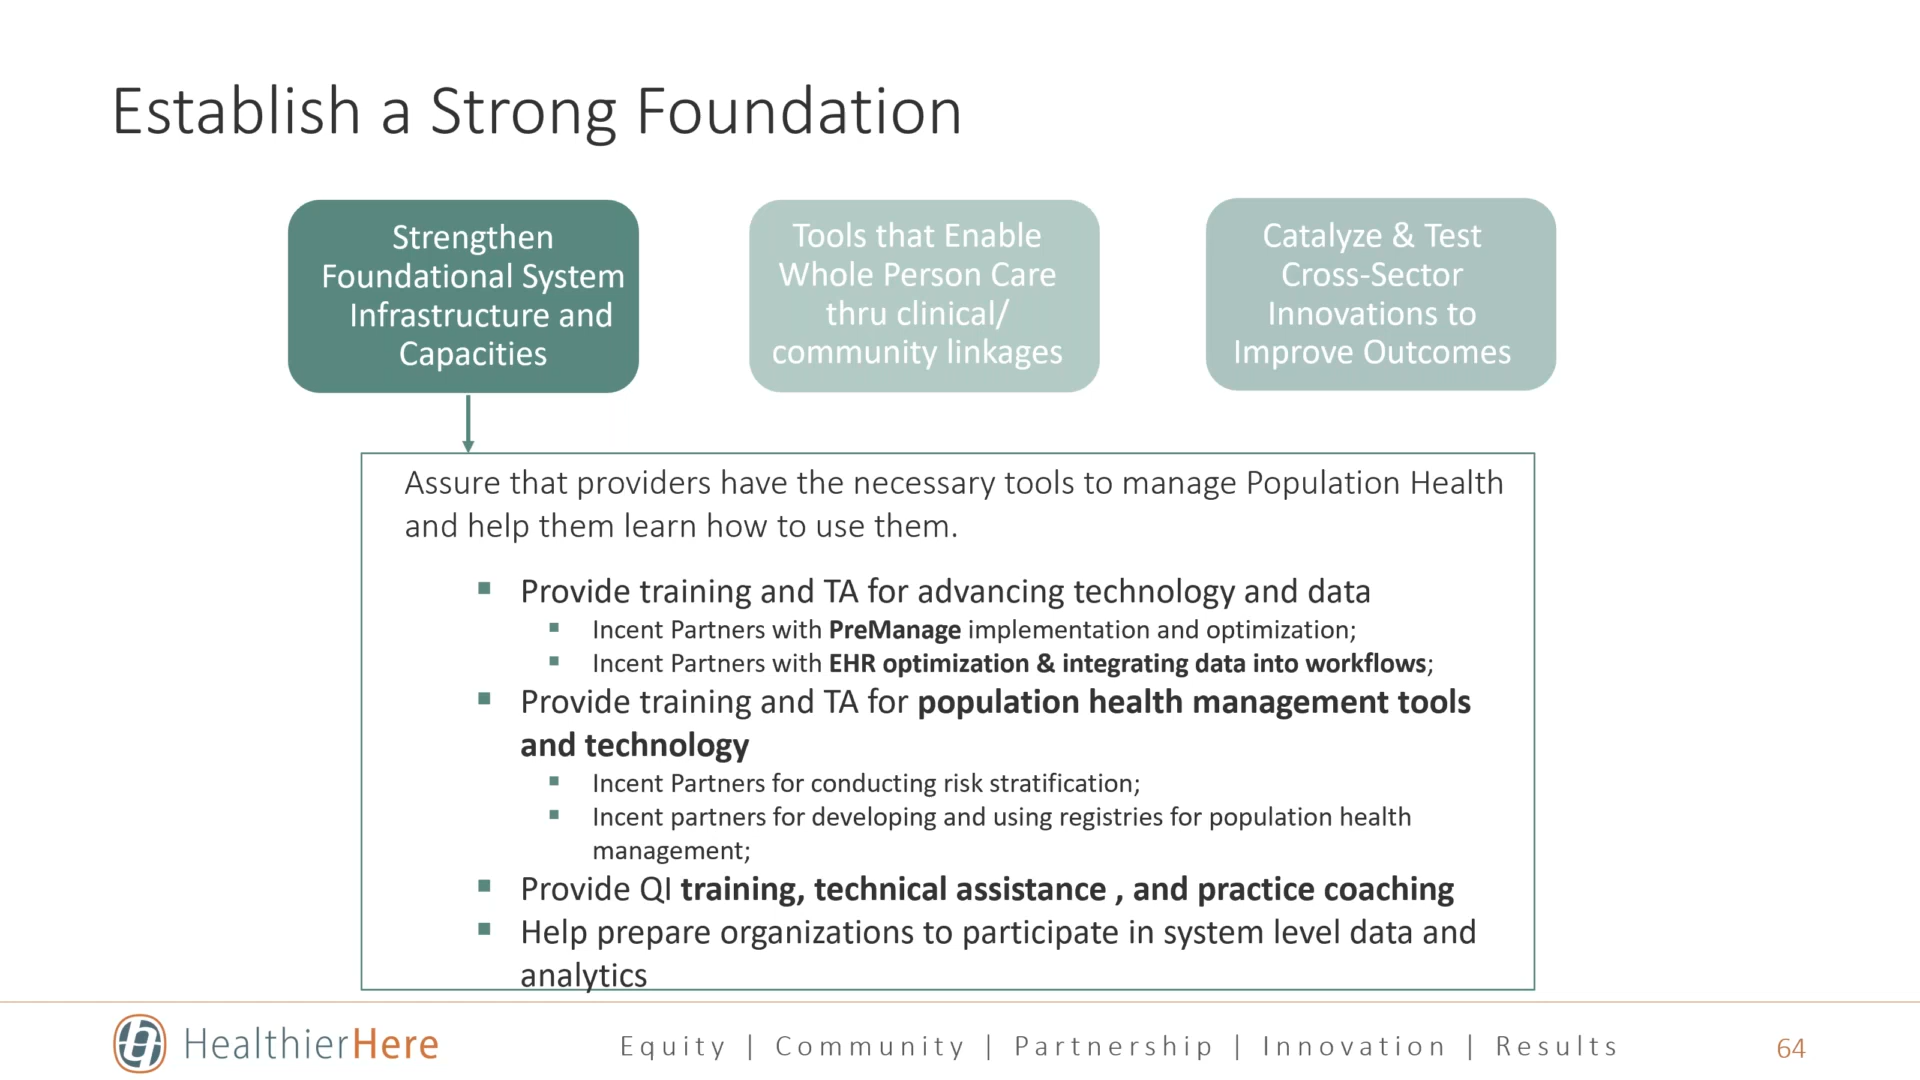 Establish a Strong Foundation
Strengthen
Foundational System
Infrastructure and
Capacities
Tools that Enable
Whole Person Care
thru clinical/
community linkages
Catalyze & Test
Cross-Sector
Innovations to
Improve Outcomes
Assure that providers have the necessary tools to manage Population Health
and help them learn how to use them.
▪ Provide training and TA for advancing technology and data
▪ Incent Partners with PreManage implementation and optimization;
▪ Incent Partners with EHR optimization & integrating data into workflows;
▪ Provide training and TA for population health management tools
and technology
▪ Incent Partners for conducting risk stratification;
▪ Incent partners for developing and using registries for population health
management;
▪ Provide QI training, technical assistance , and practice coaching
▪ Help prepare organizations to participate in system level data and
analytics
HealthierHere
Equity | Community | Partnership | Innovation | Results
64